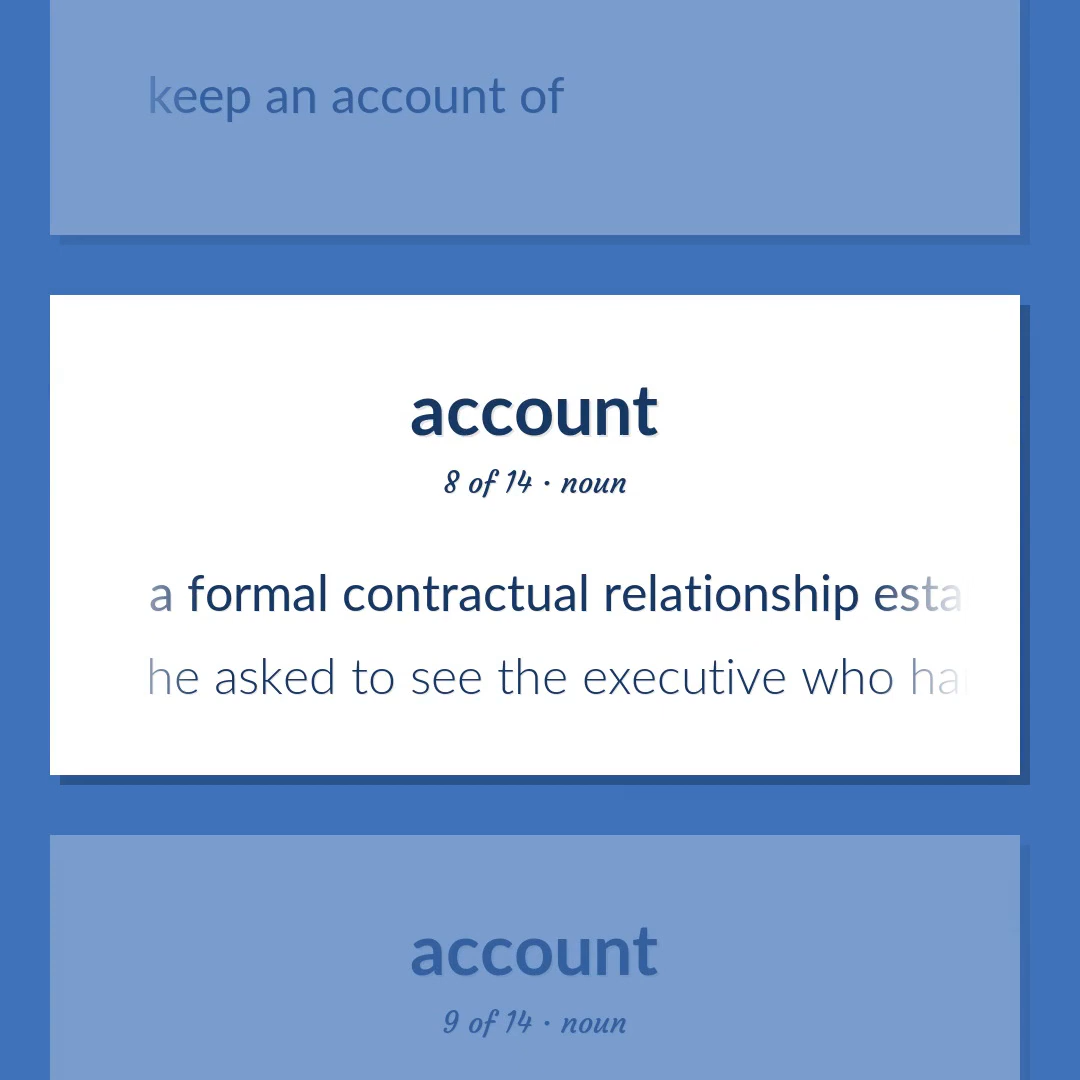 keep an account of
account
8 of 14 · noun
a formal contractual relationship esta
he asked to see the executive who ha
account
9 of 14 · noun